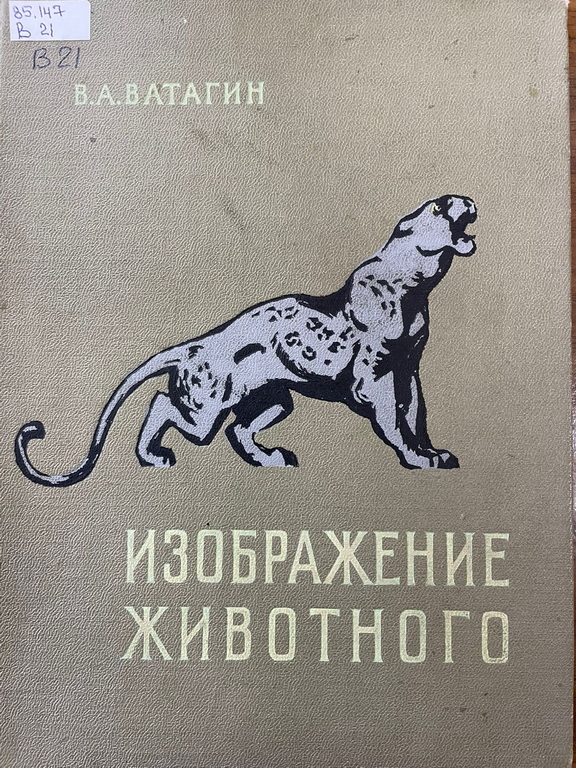 85.147
В 21
В 21
В.А.ВАТАГИН
ИЗОБРАЖЕНИЕ
ЖИВОТНОГО